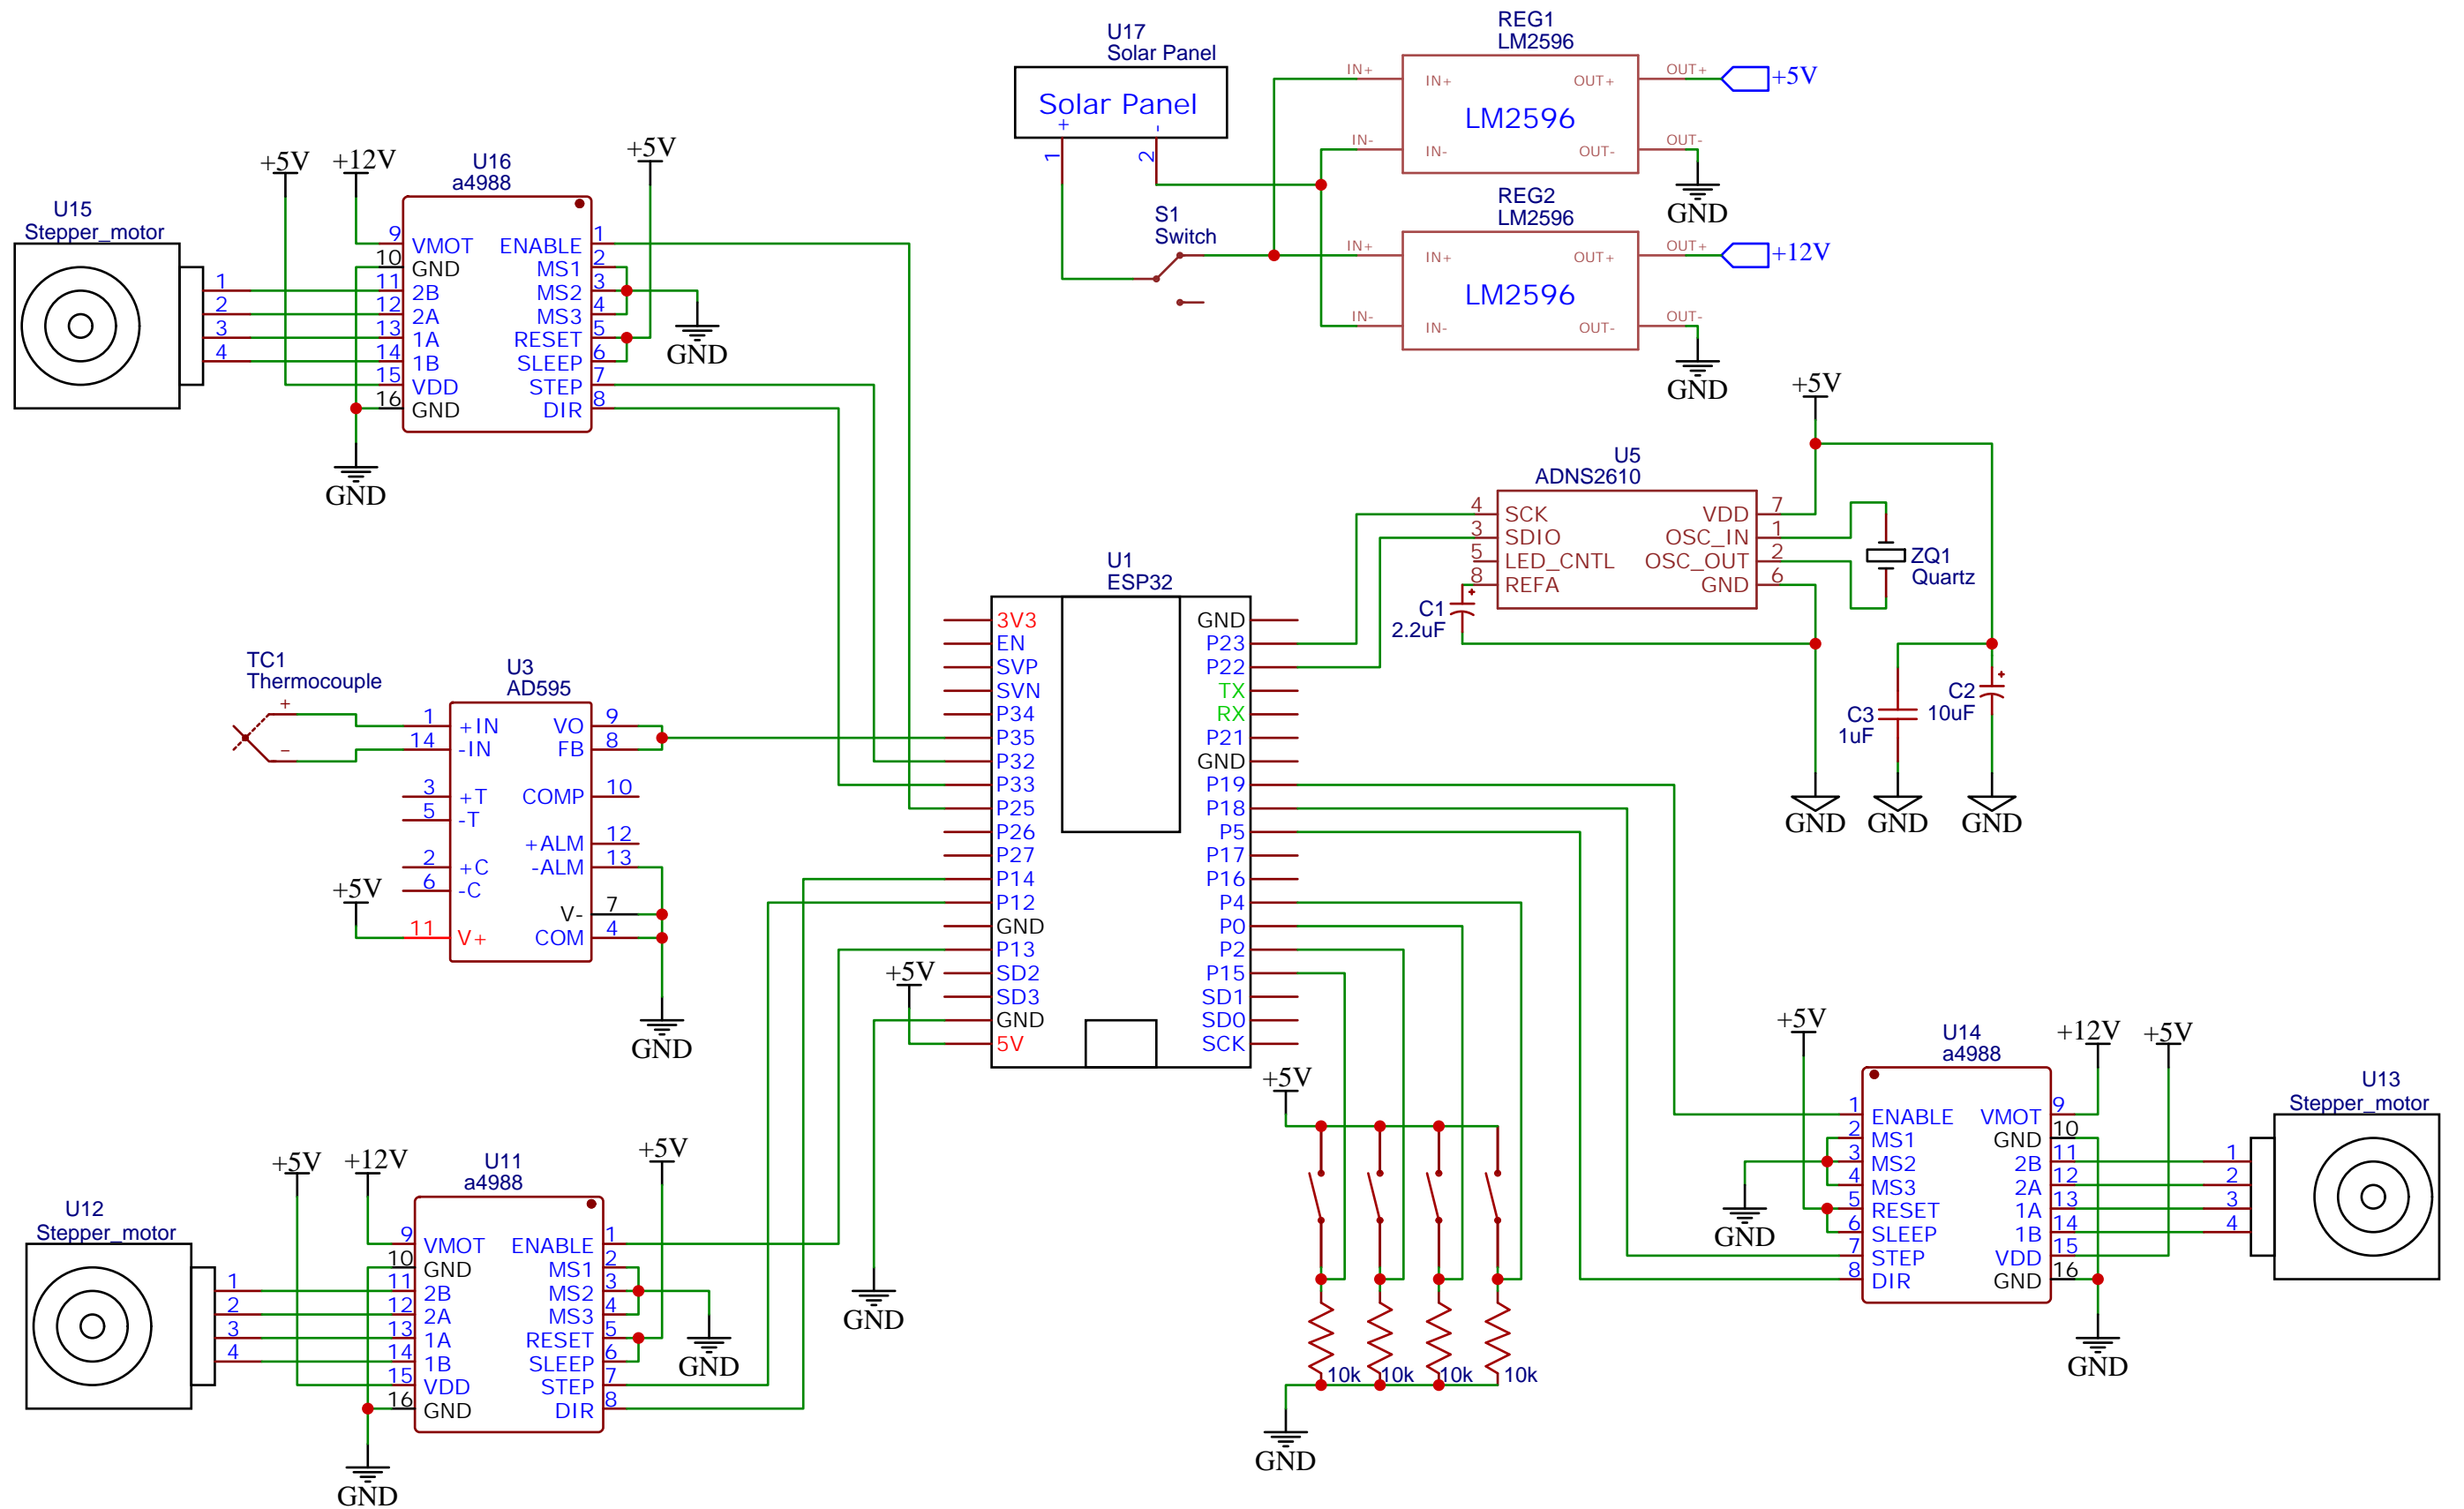 U17
Solar Panel
Solar Panel
+
-
1
2
S1
Switch
REG1
LM2596
IN+
IN+
OUT+
OUT+
+5V
LM2596
IN-
IN-
OUT-
OUT-
GND
REG2
LM2596
IN+
IN+
OUT+
OUT+
+12V
LM2596
IN-
IN-
OUT-
OUT-
GND
+5V
+12V
+5V
U16
a4988
U15
Stepper_motor
1
2
3
4
9 VMOT ENABLE 1
10 GND MS1 2
11 2B MS2 3
12 2A MS3 4
13 1A RESET 5
14 1B SLEEP 6
15 VDD STEP 7
16 GND DIR 8
GND
GND
+5V
U5
ADNS2610
4 SCK VDD 7
3 SDIO OSC_IN 1
5 LED_CNTL OSC_OUT 2
8 REFA GND 6
ZQ1
Quartz
+
C1
2.2uF
+
C2
10uF
C3
1uF
GND
GND
GND
TC1
Thermocouple
+
−
U3
AD595
1 +IN VO 9
14 -IN FB 8
3 +T COMP 10
5 -T
+ALM 12
2 +C -ALM 13
6 -C
V- 7
11 V+ COM 4
+5V
GND
U1
ESP32
3V3 GND
EN P23
SVP P22
SVN TX
P34 RX
P35 P21
P32 GND
P33 P19
P25 P18
P26 P5
P27 P17
P14 P16
P12 P4
GND P0
P13 P2
SD2 P15
SD3 SD1
GND SD0
5V SCK
+5V
GND
+5V
10k
10k
10k
10k
GND
+5V
+12V
+5V
U11
a4988
U12
Stepper_motor
1
2
3
4
9 VMOT ENABLE 1
10 GND MS1 2
11 2B MS2 3
12 2A MS3 4
13 1A RESET 5
14 1B SLEEP 6
15 VDD STEP 7
16 GND DIR 8
GND
GND
+5V
U14
a4988
+12V
+5V
U13
Stepper_motor
1 ENABLE VMOT 9
2 MS1 GND 10
3 MS2 2B 11
4 MS3 2A 12
5 RESET 1A 13
6 SLEEP 1B 14
7 STEP VDD 15
8 DIR GND 16
1
2
3
4
GND
GND